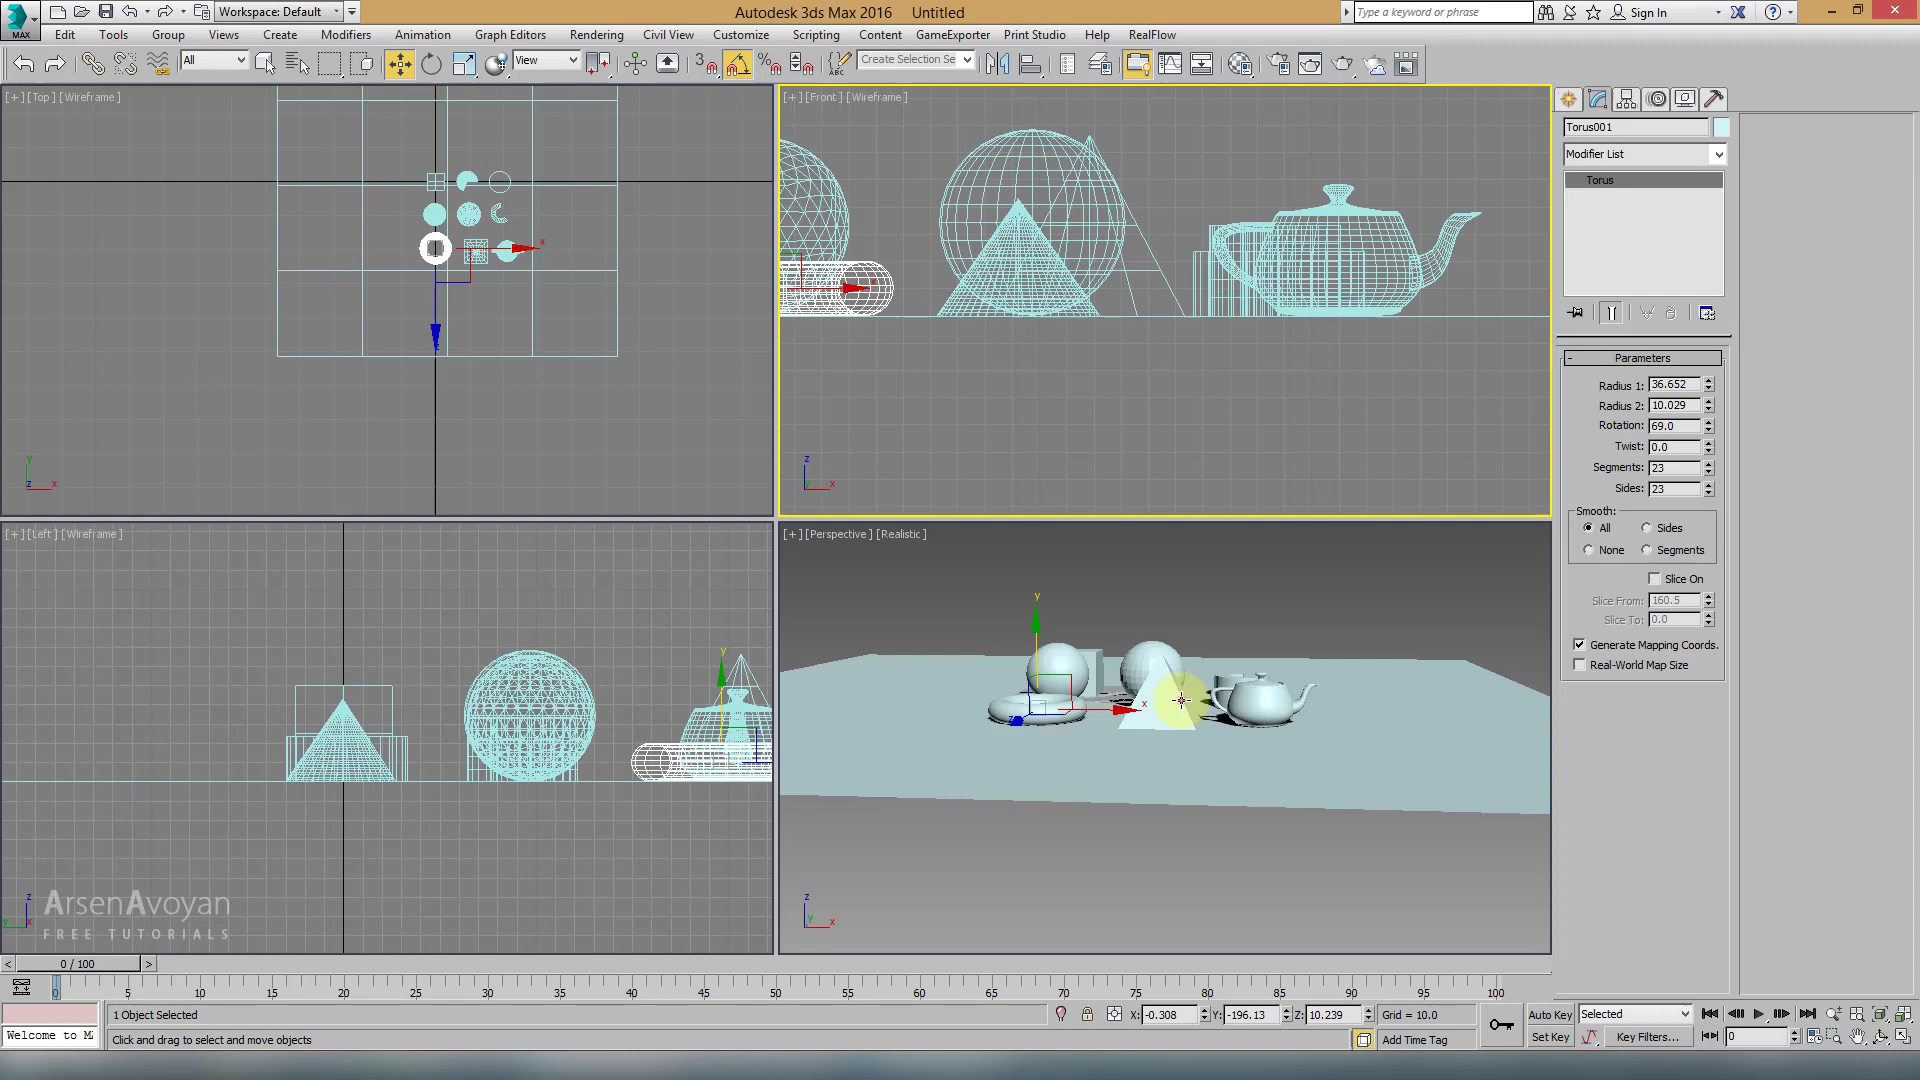 MAX
Workspace: Default
Autodesk 3ds Max 2016 Untitled
Type a keyword or phrase
Sign In
Edit Tools Group Views Create Modifiers Animation Graph Editors Rendering Civil View Customize Scripting Content GameExporter Print Studio Help RealFlow
All
View
3
ABC
Create Selection Se
[+] [Top] [Wireframe]
[+] [Front] [Wireframe]
Torus001
Modifier List
Torus
Parameters
Radius 1: 36.652
Radius 2: 10.029
Rotation: 69.0
Twist: 0.0
Segments: 23
Sides: 23
Smooth:
All Sides
None Segments
Slice On
Slice From: 160.5
Slice To: 0.0
Generate Mapping Coords.
Real-World Map Size
x
y
z x
z
x
[+] [Left] [Wireframe]
[+] [Perspective] [Realistic]
y
y
x
z
z
y x
z
y x
ArsenAvoyan
FREE TUTORIALS
< 0 / 100 >
0 5 10 15 20 25 30 35 40 45 50 55 60 65 70 75 80 85 90 95 100
1 Object Selected
X: -0.308 Y: -196.13 Z: 10.239
Grid = 10.0
Auto Key
Selected
Welcome to M
Click and drag to select and move objects
Add Time Tag
Set Key
Key Filters...
0